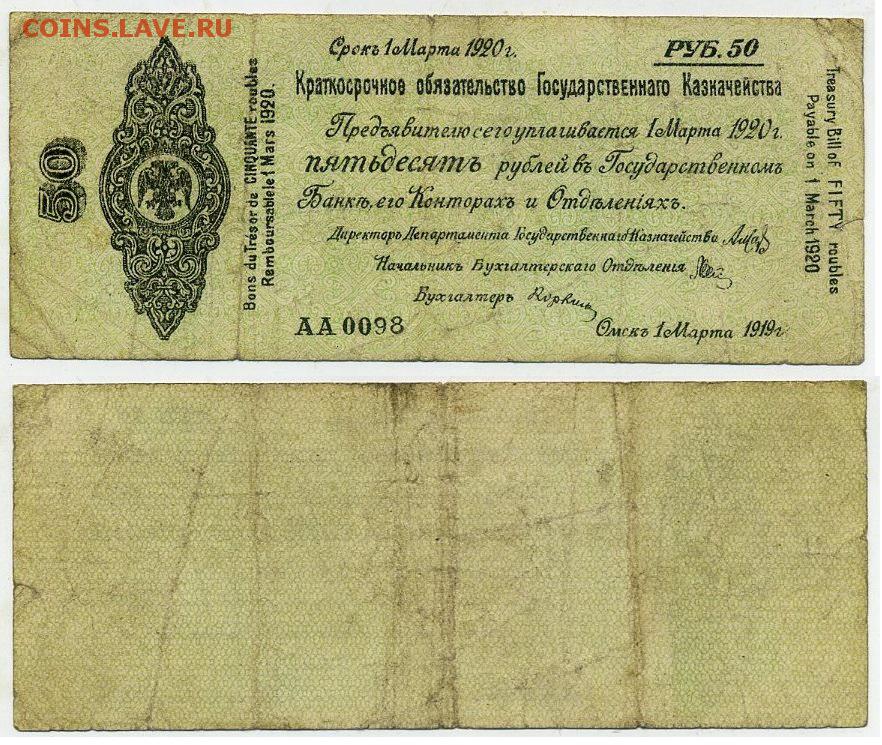 COINS.LAVE.RU
50
Bons du Trésor de CINQUANTE roubles
Remboursable le 1 Mars 1920.
Срокъ 1 Марта 1920 г.
РУБ. 50
Краткосрочное обязательство Государственнаго Казначейства
Предъявителю сего уплачивается 1 Марта 1920 г.
пятьдесятъ рублей въ Государственномъ
Банкѣ, его Конторахъ и Отдѣленіяхъ.
Директоръ Департамента Государственнаго Казначейства
Начальникъ Бухгалтерскаго Отдѣленія
Бухгалтеръ
АА 0098
Омскъ 1 Марта 1919 г.
Treasury Bill of FIFTY roubles
Payable on 1 March 1920